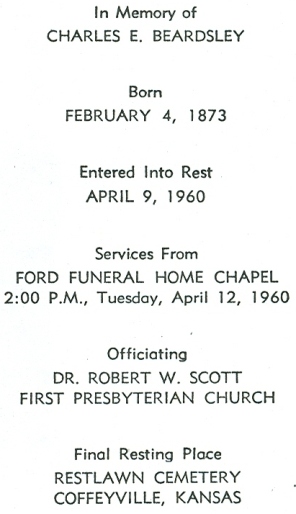 In Memory of
CHARLES E. BEARDSLEY
Born
FEBRUARY 4, 1873
Entered Into Rest
APRIL 9, 1960
Services From
FORD FUNERAL HOME CHAPEL
2:00 P.M., Tuesday, April 12, 1960
Officiating
DR. ROBERT W. SCOTT
FIRST PRESBYTERIAN CHURCH
Final Resting Place
RESTLAWN CEMETERY
COFFEYVILLE, KANSAS